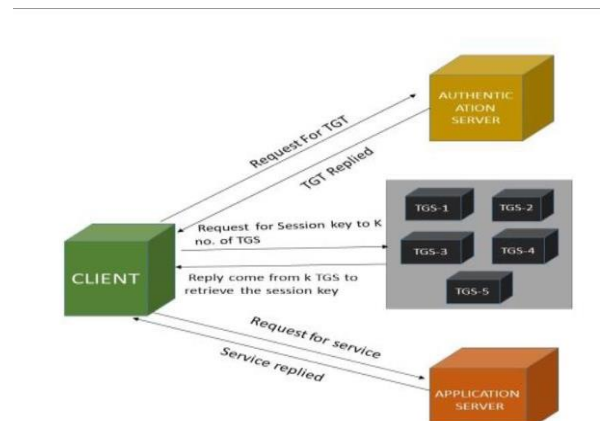 AUTHENTIC
ATION
SERVER
Request For TGT
TGT Replied
TGS-1
TGS-2
Request for Session key to K
no. of TGS
TGS-3
TGS-4
CLIENT
Reply come from k TGS to
retrieve the session key
TGS-5
Request for service
Service replied
APPLICATION
SERVER